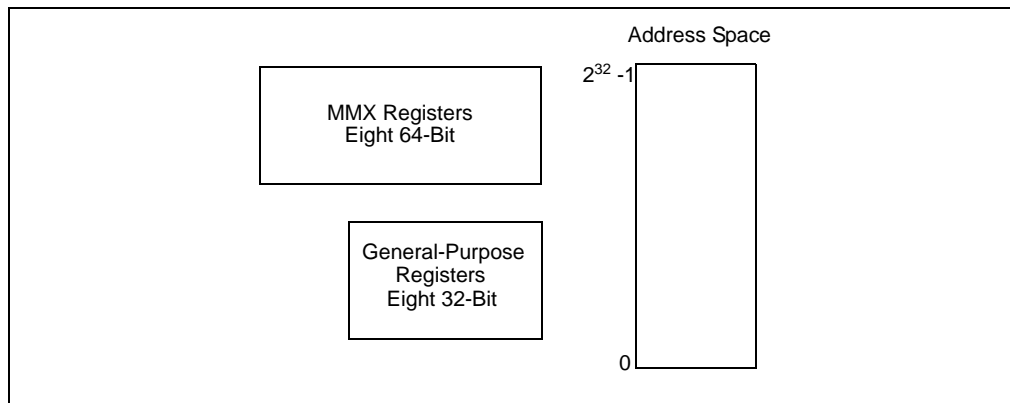 Address Space
2³² -1
MMX Registers
Eight 64-Bit
General-Purpose
Registers
Eight 32-Bit
0